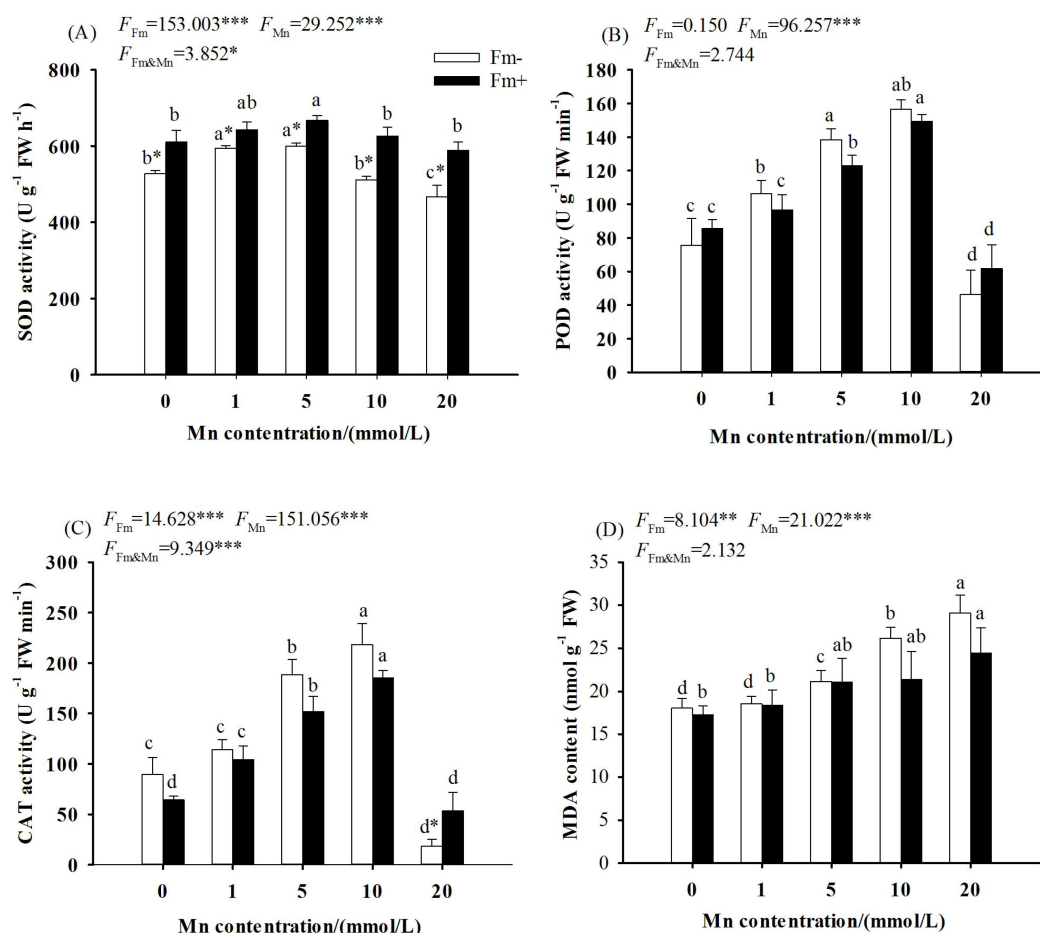 (A) F_Fm=153.003*** F_Mn=29.252***
F_Fm&Mn=3.852*
Fm-
Fm+
SOD activity (U g⁻¹ FW h⁻¹)
800
600
400
200
0
b* b a* ab a* a b* b c* b
0 1 5 10 20
Mn concentration/(mmol/L)
(B) F_Fm=0.150 F_Mn=96.257***
F_Fm&Mn=2.744
POD activity (U g⁻¹ FW min⁻¹)
180
160
140
120
100
80
60
40
20
0
c c b c a b ab a d d
0 1 5 10 20
Mn concentration/(mmol/L)
(C) F_Fm=14.628*** F_Mn=151.056***
F_Fm&Mn=9.349***
CAT activity (U g⁻¹ FW min⁻¹)
300
250
200
150
100
50
0
c d c c b b a a d* d
0 1 5 10 20
Mn concentration/(mmol/L)
(D) F_Fm=8.104** F_Mn=21.022***
F_Fm&Mn=2.132
MDA content (nmol g⁻¹ FW)
35
30
25
20
15
10
5
0
d b d b c ab b ab a a
0 1 5 10 20
Mn concentration/(mmol/L)